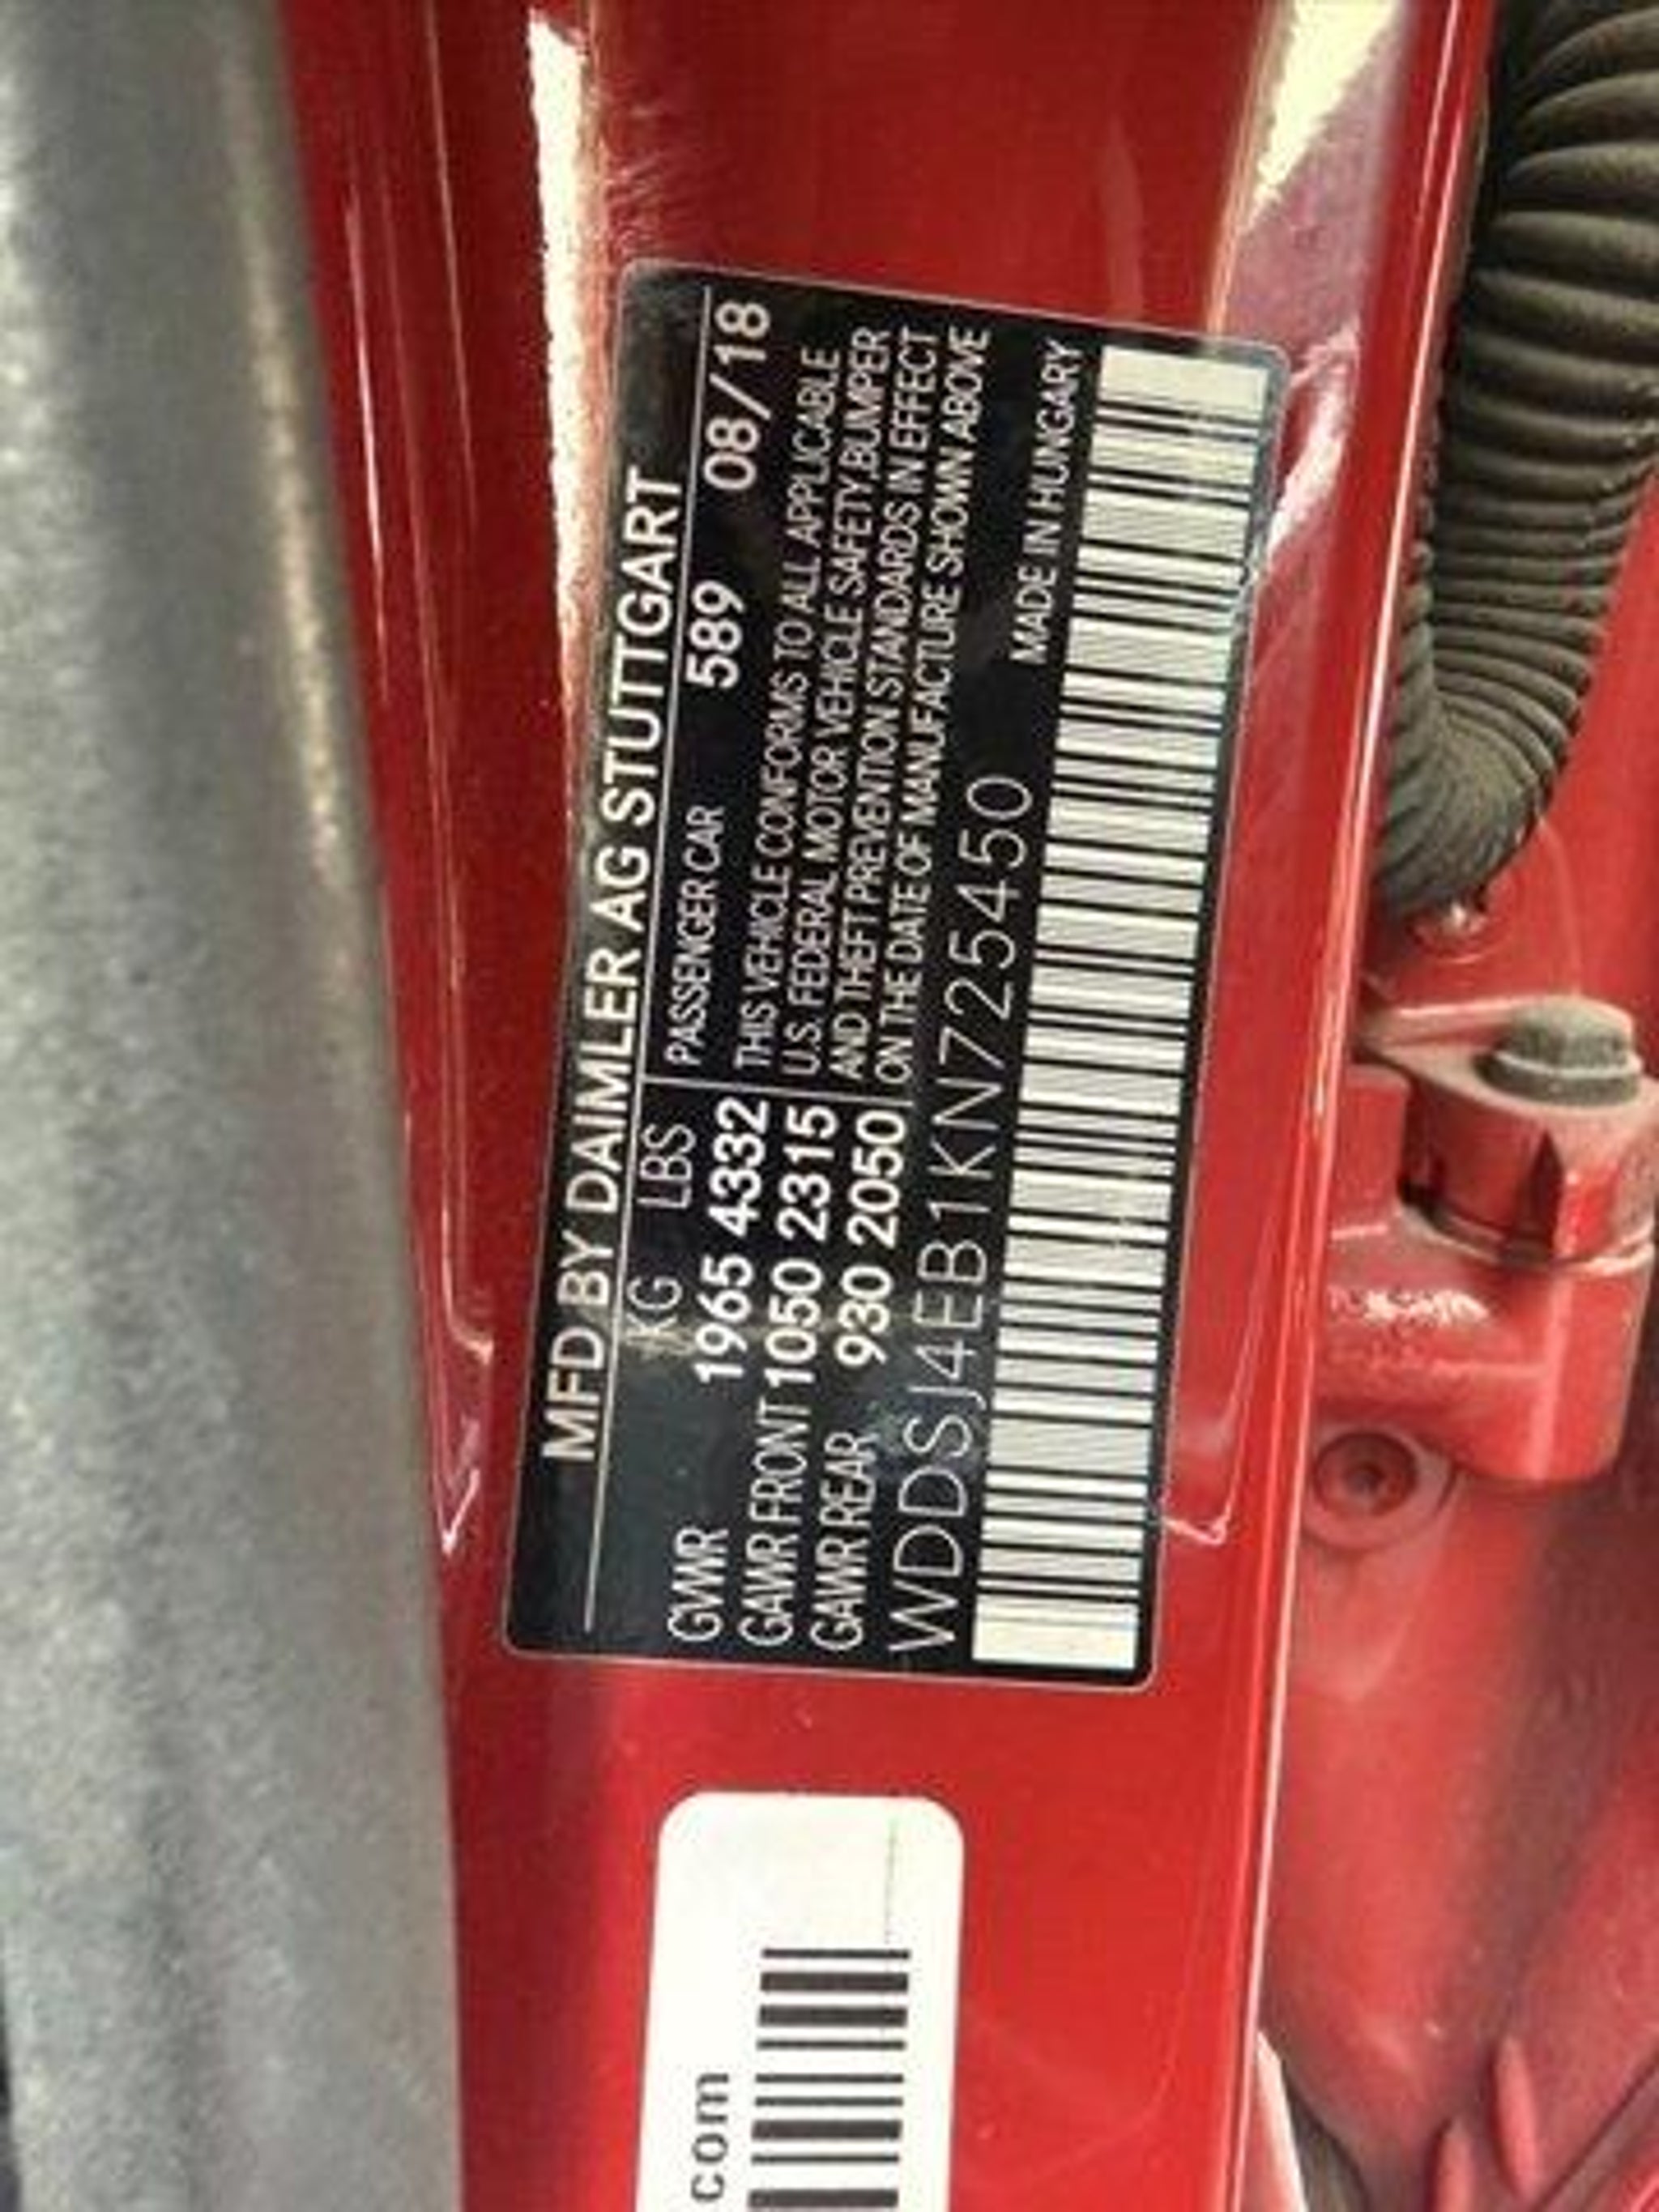 MFD BY DAIMLER AG STUTTGART
KG LBS
GVWR 1965 4332
GAWR FRONT 1050 2315
GAWR REAR 930 2050
PASSENGER CAR 589 08/18
THIS VEHICLE CONFORMS TO ALL APPLICABLE
U.S. FEDERAL MOTOR VEHICLE SAFETY,BUMPER
AND THEFT PREVENTION STANDARDS IN EFFECT
ON THE DATE OF MANUFACTURE SHOWN ABOVE
WDDSJ4EB1KN725450
MADE IN HUNGARY
com